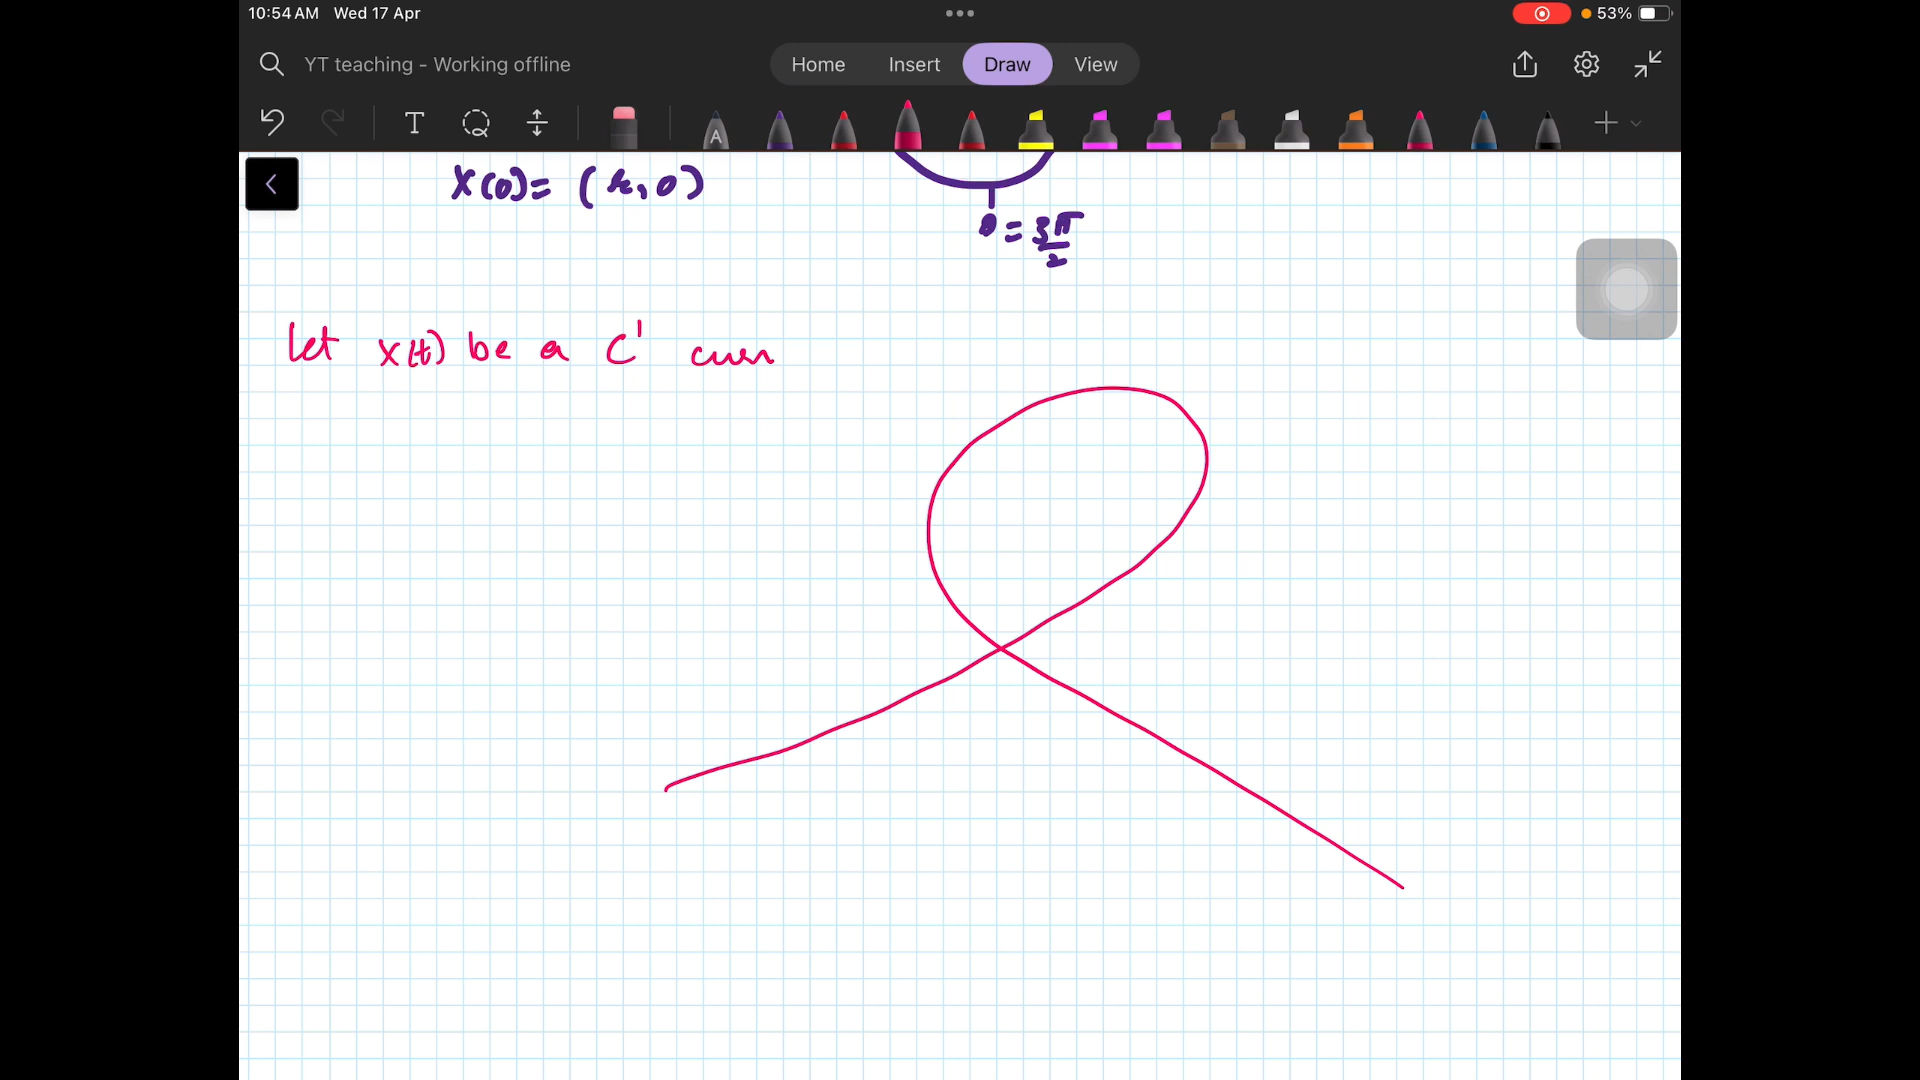 10:54 AM Wed 17 Apr
53%
YT teaching - Working offline
Home Insert Draw View
T
A
X(0)= (k, 0)
θ = 3π/2
let x(t) be a C¹